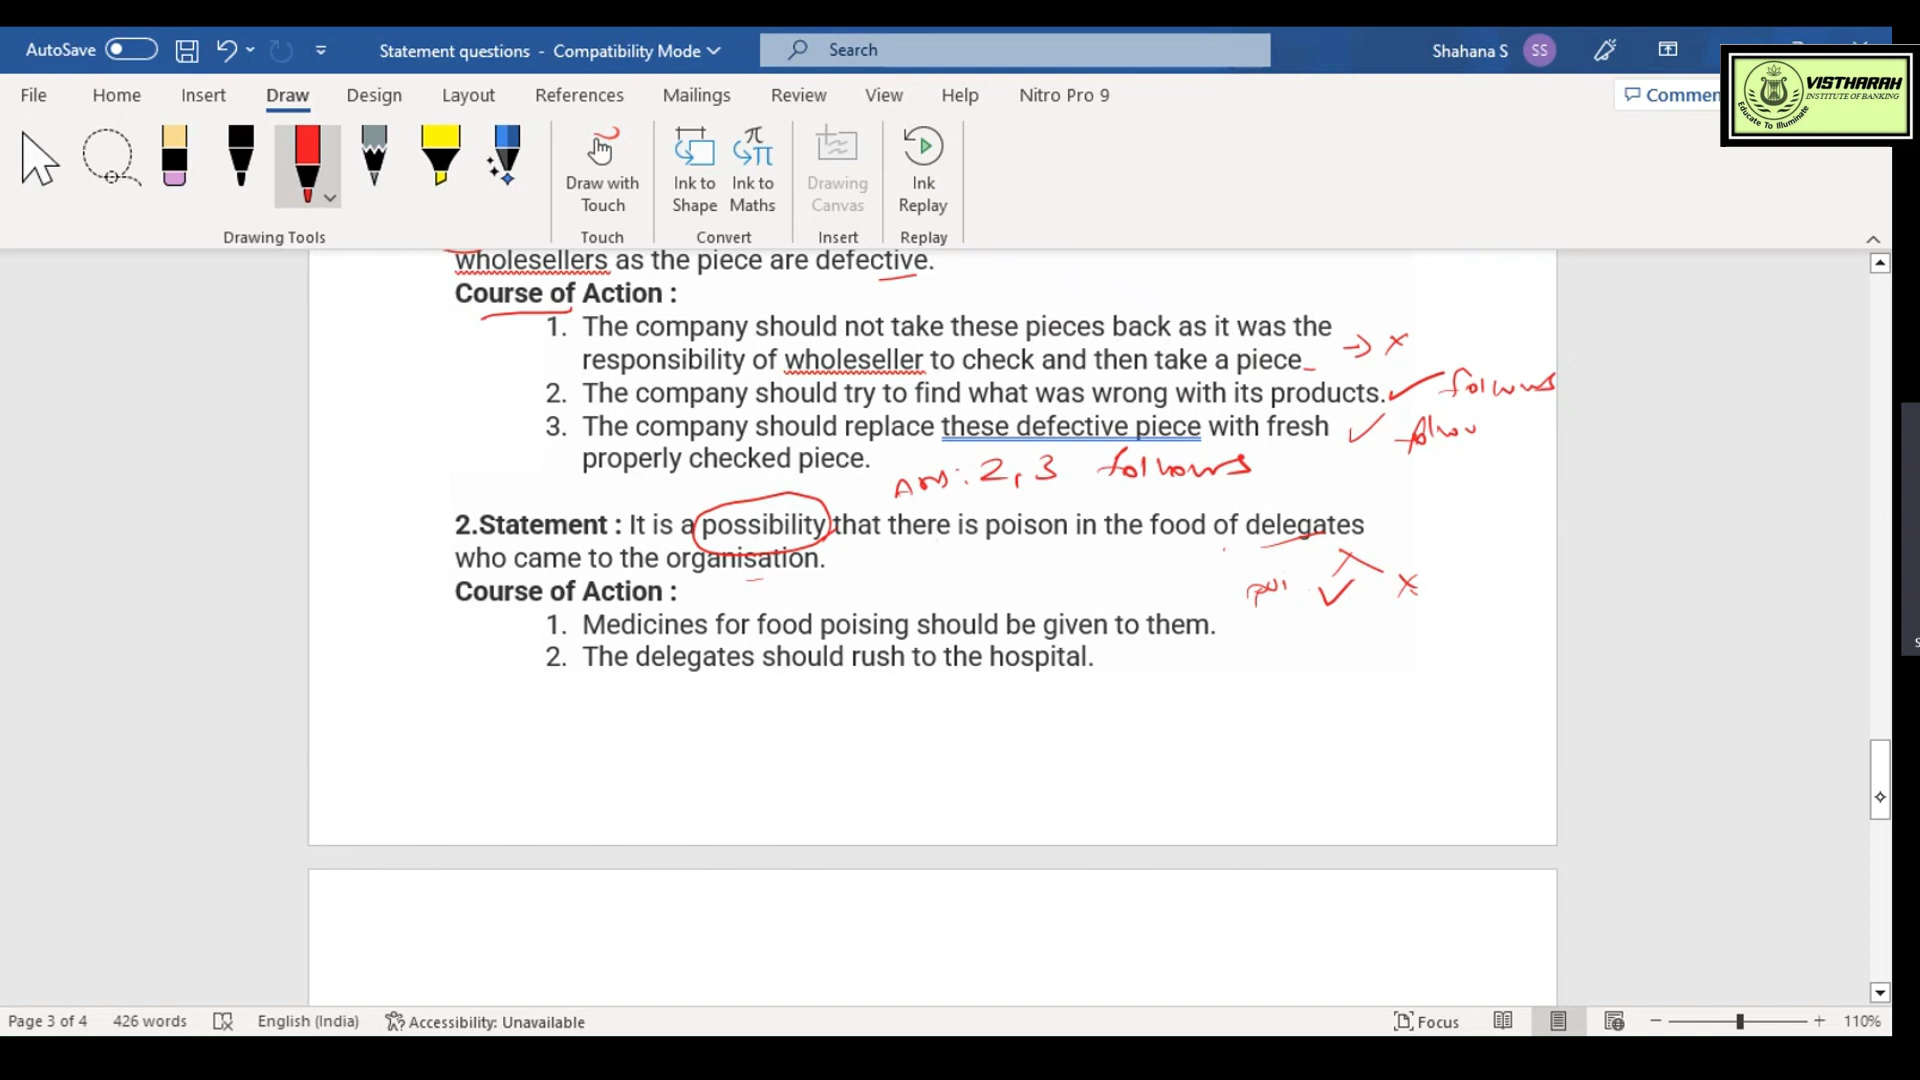 AutoSave
Statement questions - Compatibility Mode
Search
Shahana S SS
VISTHARAH
INSTITUTE OF BANKING
Educate To Illuminate
File Home Insert Draw Design Layout References Mailings Review View Help Nitro Pro 9
Commen
Draw with Touch
Ink to Shape
Ink to Maths
Drawing Canvas
Ink Replay
Drawing Tools Touch Convert Insert Replay
wholesellers as the piece are defective.
Course of Action :
1. The company should not take these pieces back as it was the
responsibility of wholeseller to check and then take a piece. → x
2. The company should try to find what was wrong with its products. ✓ follows
3. The company should replace these defective piece with fresh ✓
properly checked piece. Ans: 2, 3 follows
2.Statement : It is a possibility that there is poison in the food of delegates
who came to the organisation.
poi ✓ x
Course of Action :
1. Medicines for food poising should be given to them.
2. The delegates should rush to the hospital.
Page 3 of 4 426 words English (India) Accessibility: Unavailable Focus 110%